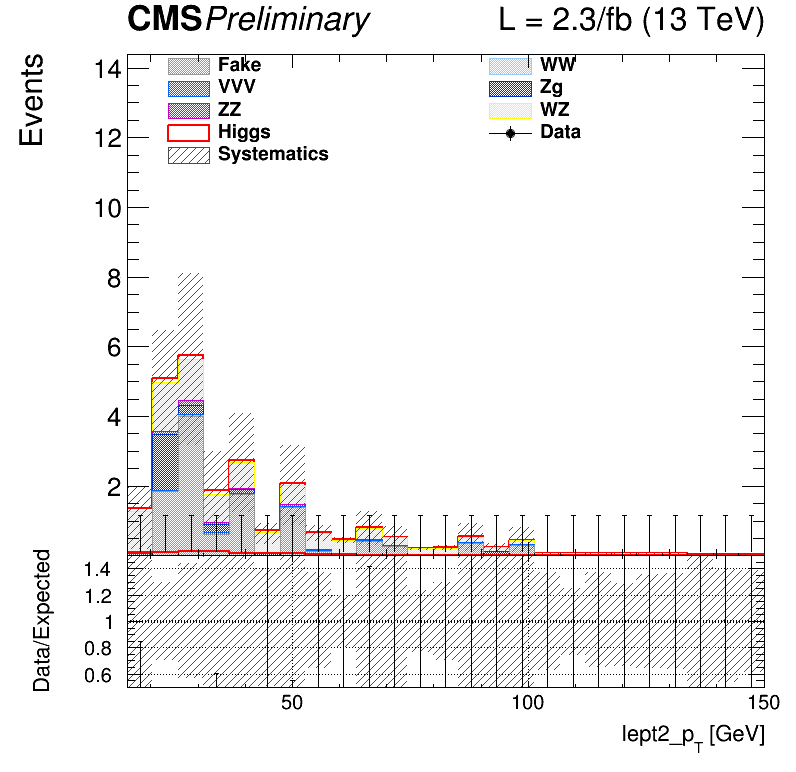 CMS Preliminary L = 2.3/fb (13 TeV)
Events
14
12
10
8
6
4
2
Fake
VVV
ZZ
Higgs
Systematics
WW
Zg
WZ
Data
Data/Expected
1.4
1.2
1
0.8
0.6
50 100 150
lept2_p_T [GeV]